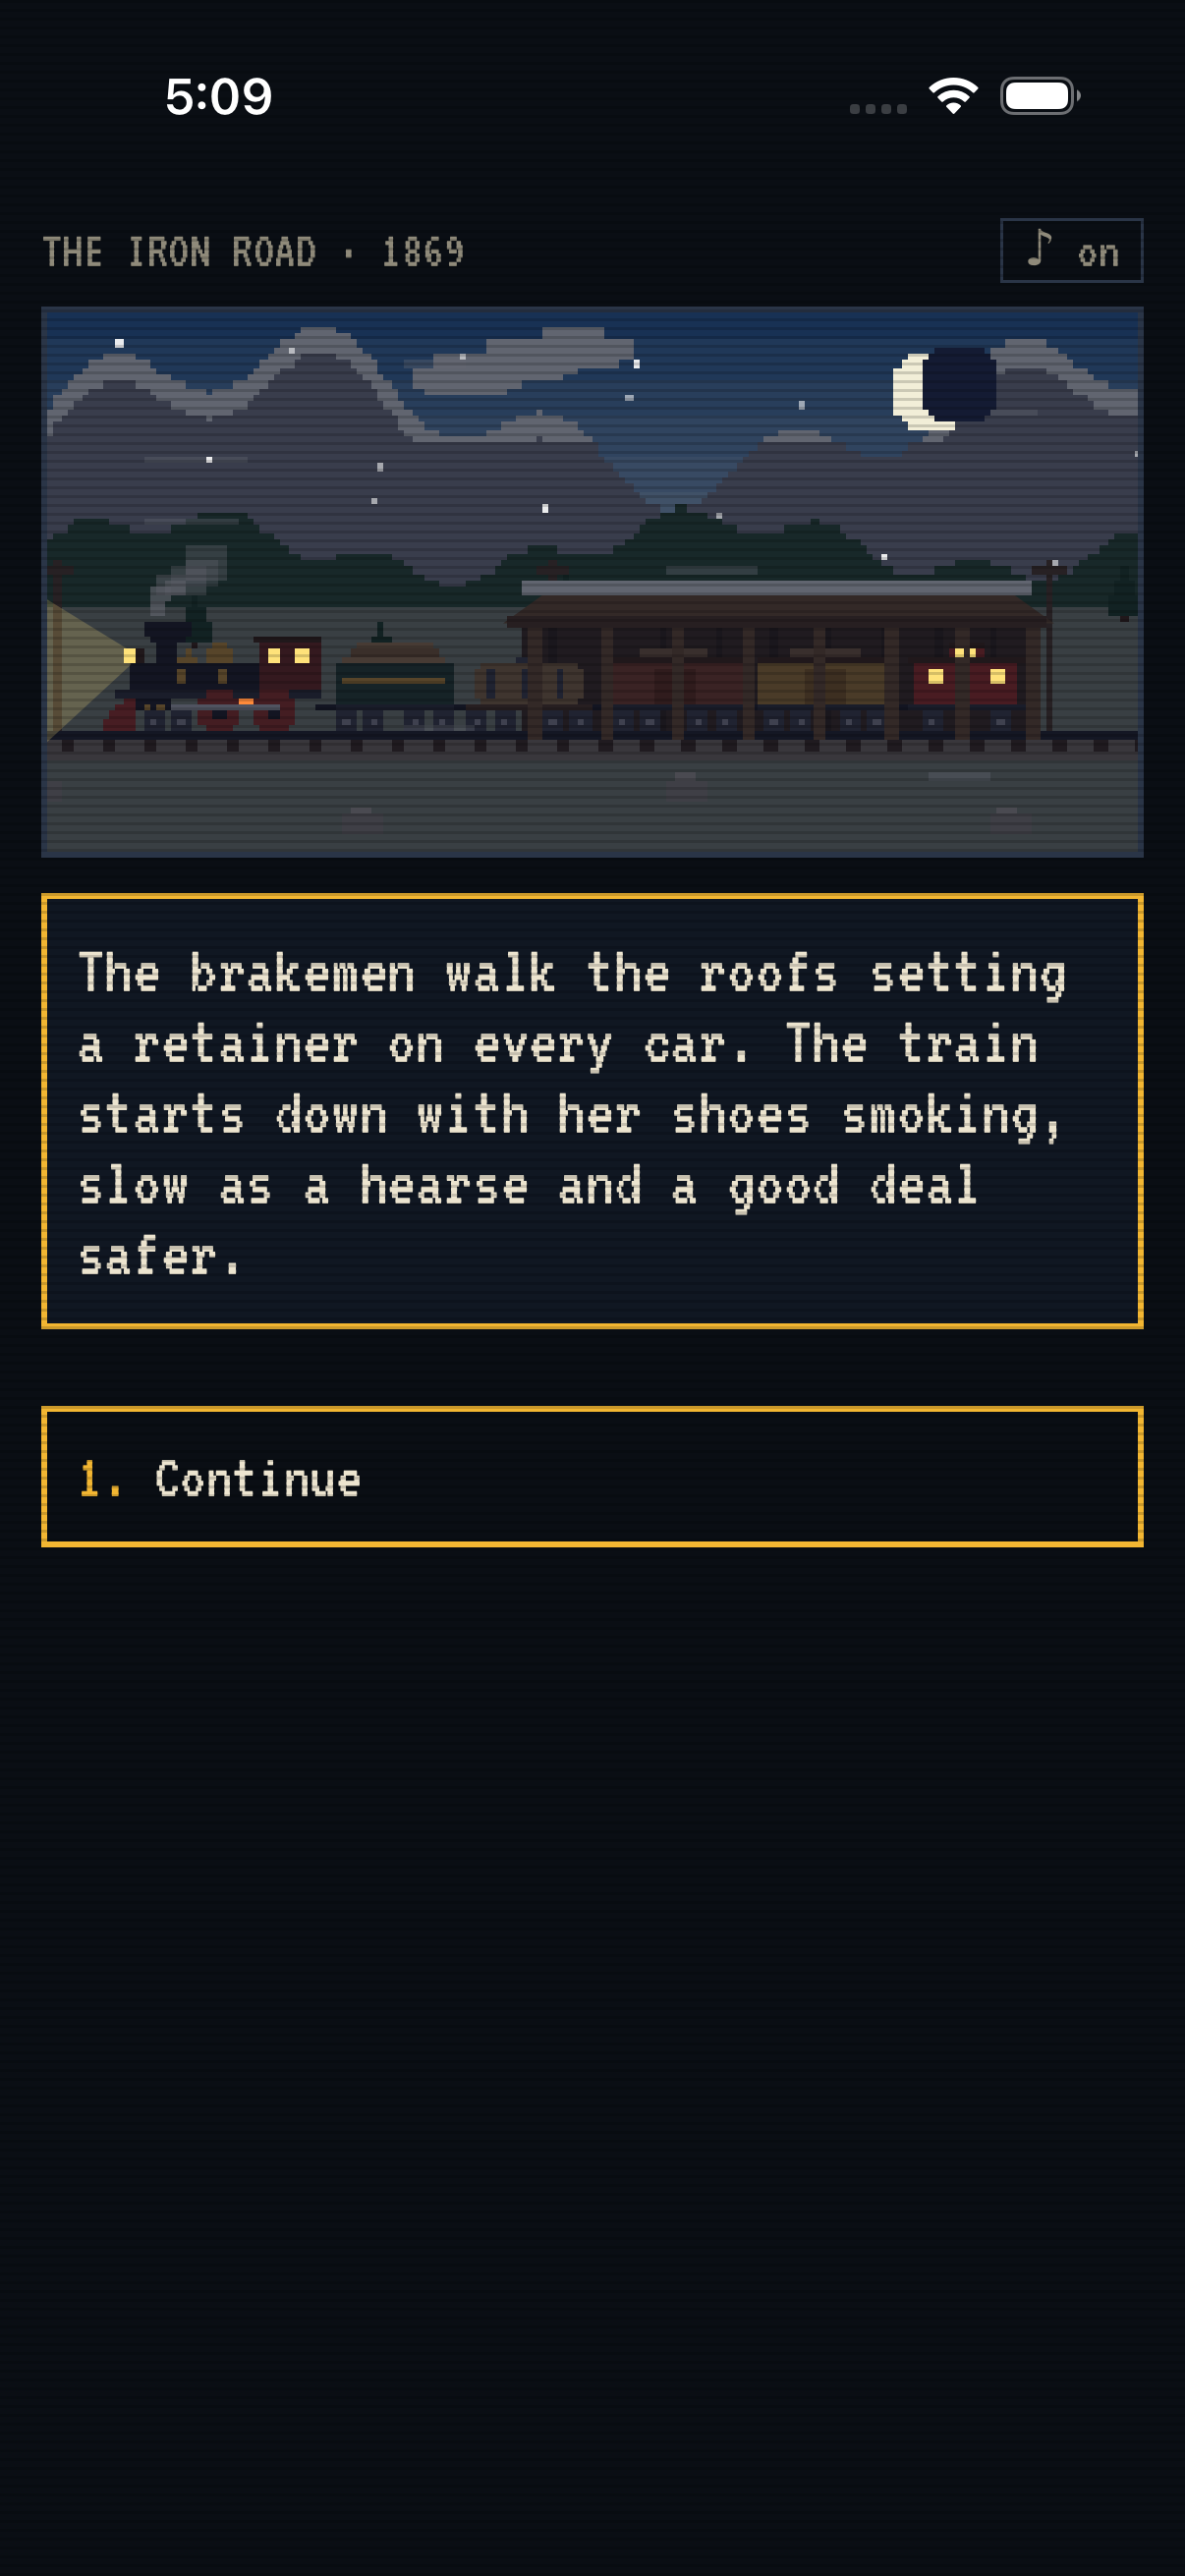 5:09
THE IRON ROAD · 1869
♪ on
The brakemen walk the roofs setting
a retainer on every car. The train
starts down with her shoes smoking,
slow as a hearse and a good deal
safer.
1. Continue